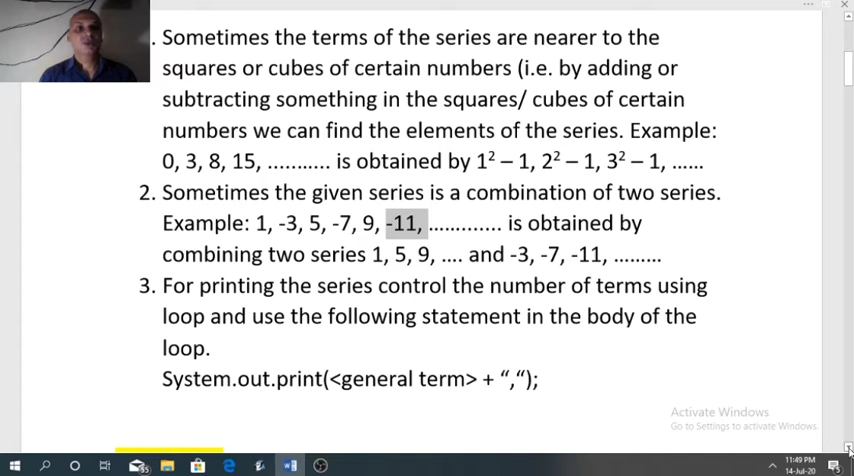 . Sometimes the terms of the series are nearer to the
squares or cubes of certain numbers (i.e. by adding or
subtracting something in the squares/ cubes of certain
numbers we can find the elements of the series. Example:
0, 3, 8, 15, ........... is obtained by 1² – 1, 2² – 1, 3² – 1, ......
2. Sometimes the given series is a combination of two series.
Example: 1, -3, 5, -7, 9, -11, ............. is obtained by
combining two series 1, 5, 9, .... and -3, -7, -11, .........
3. For printing the series control the number of terms using
loop and use the following statement in the body of the
loop.
System.out.print(<general term> + “,“);
Activate Windows
Go to Settings to activate Windows.
11:49 PM
14-Jul-20